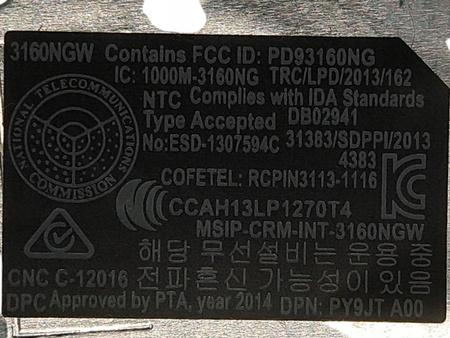 3160NGW Contains FCC ID: PD93160NG
IC: 1000M-3160NG TRC/LPD/2013/162
NTC Complies with IDA Standards
Type Accepted DB02941
No:ESD-1307594C 31383/SDPPI/2013
4383
COFETEL: RCPIN3113-1116
NATIONAL TELECOMMUNICATIONS COMMISSION
CCAH13LP1270T4
MSIP-CRM-INT-3160NGW
해당 무선설비는 운용 중
CNC C-12016 전파혼신 가능성이 있음
DPC Approved by PTA, year 2014 DPN: PY9JT A00